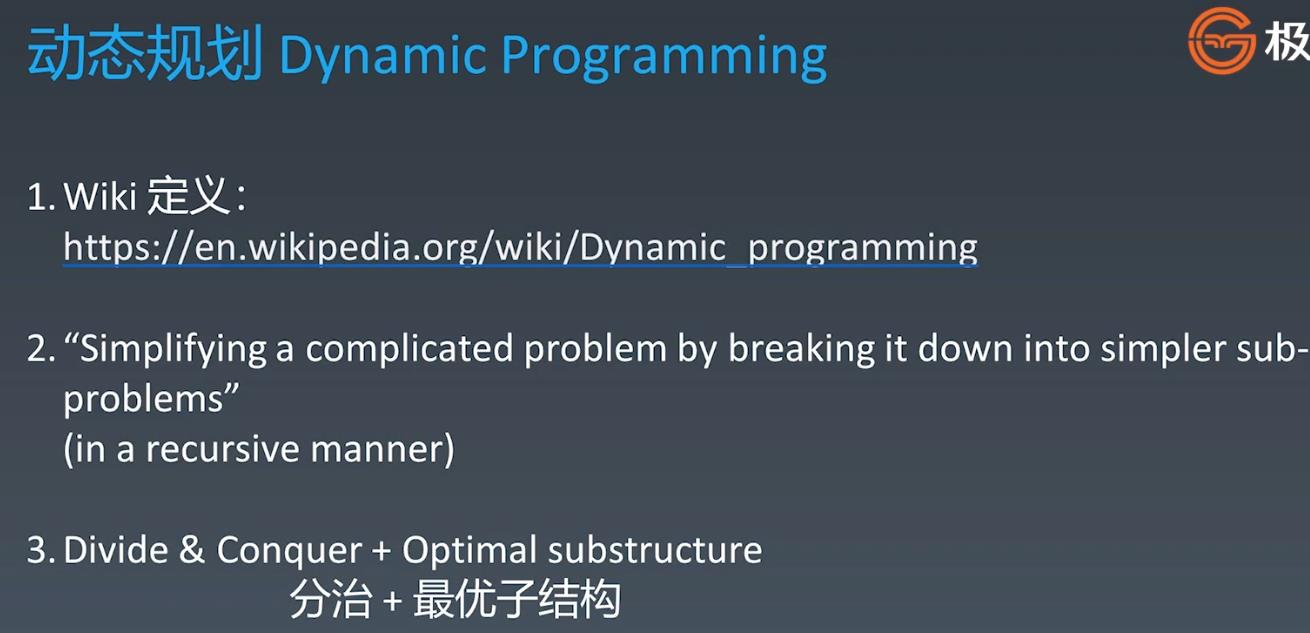 动态规划 Dynamic Programming
极
1. Wiki 定义：
https://en.wikipedia.org/wiki/Dynamic_programming
2. “Simplifying a complicated problem by breaking it down into simpler sub-
problems”
(in a recursive manner)
3. Divide & Conquer + Optimal substructure
分治 + 最优子结构